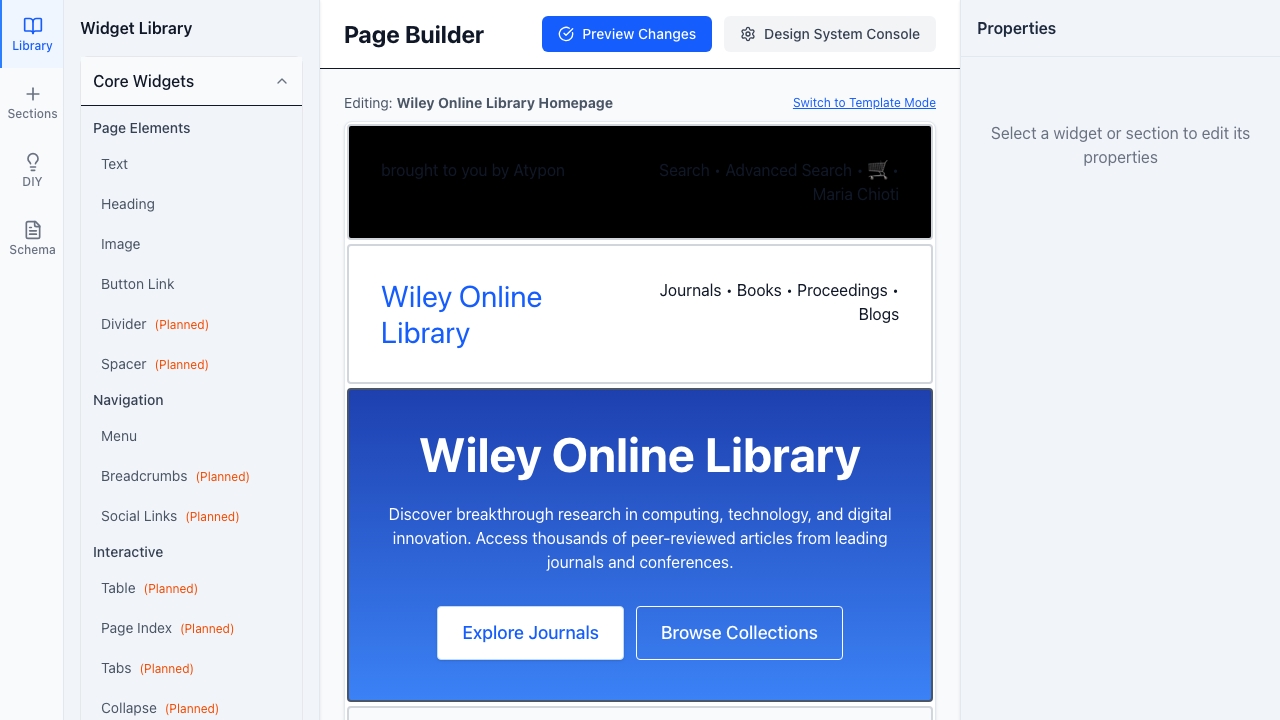 Library
Sections
DIY
Schema
Widget Library
Core Widgets
Page Elements
Text
Heading
Image
Button Link
Divider (Planned)
Spacer (Planned)
Navigation
Menu
Breadcrumbs (Planned)
Social Links (Planned)
Interactive
Table (Planned)
Page Index (Planned)
Tabs (Planned)
Collapse (Planned)
Page Builder
Preview Changes
Design System Console
Editing: Wiley Online Library Homepage
Switch to Template Mode
brought to you by Atypon
Search • Advanced Search • 🛒 •
Maria Chioti
Wiley Online
Library
Journals • Books • Proceedings •
Blogs
Wiley Online Library
Discover breakthrough research in computing, technology, and digital
innovation. Access thousands of peer-reviewed articles from leading
journals and conferences.
Explore Journals
Browse Collections
Properties
Select a widget or section to edit its
properties